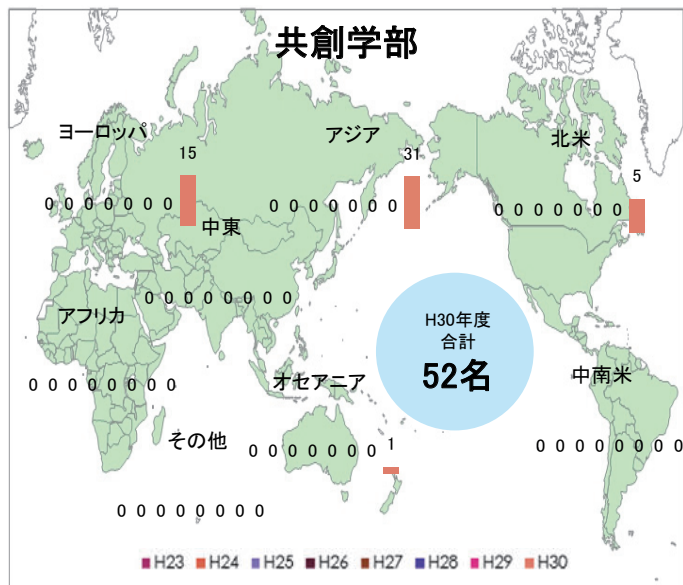 共創学部
ヨーロッパ
15
0 0 0 0 0 0 0
アジア
31
0 0 0 0 0 0 0
北米
5
0 0 0 0 0 0 0
中東
0 0 0 0 0 0 0 0
アフリカ
0 0 0 0 0 0 0 0
H30年度
合計
52名
オセアニア
0 0 0 0 0 0 0 1
中南米
0 0 0 0 0 0 0 0
その他
0 0 0 0 0 0 0 0
H23 H24 H25 H26 H27 H28 H29 H30